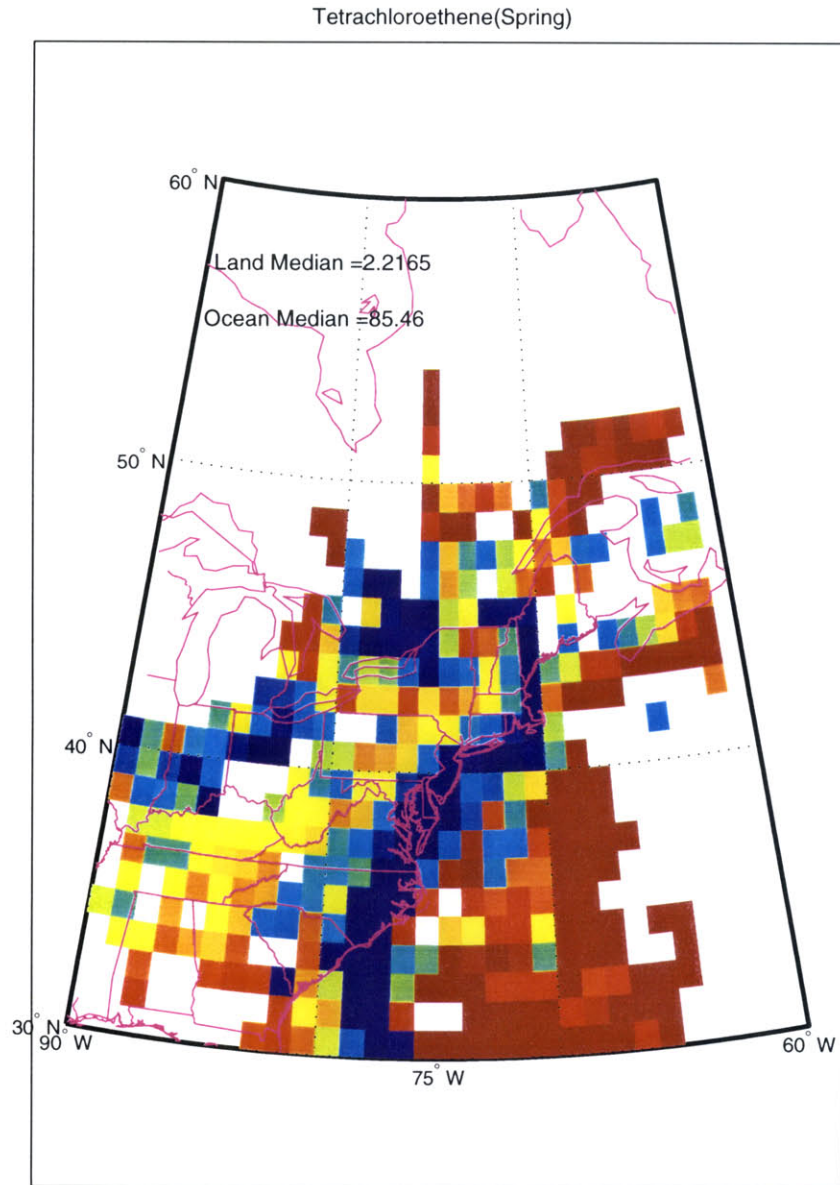 Tetrachloroethene(Spring)
60° N
Land Median =2.2165
Ocean Median =85.46
50° N
40° N
30° N
90° W
75° W
60° W